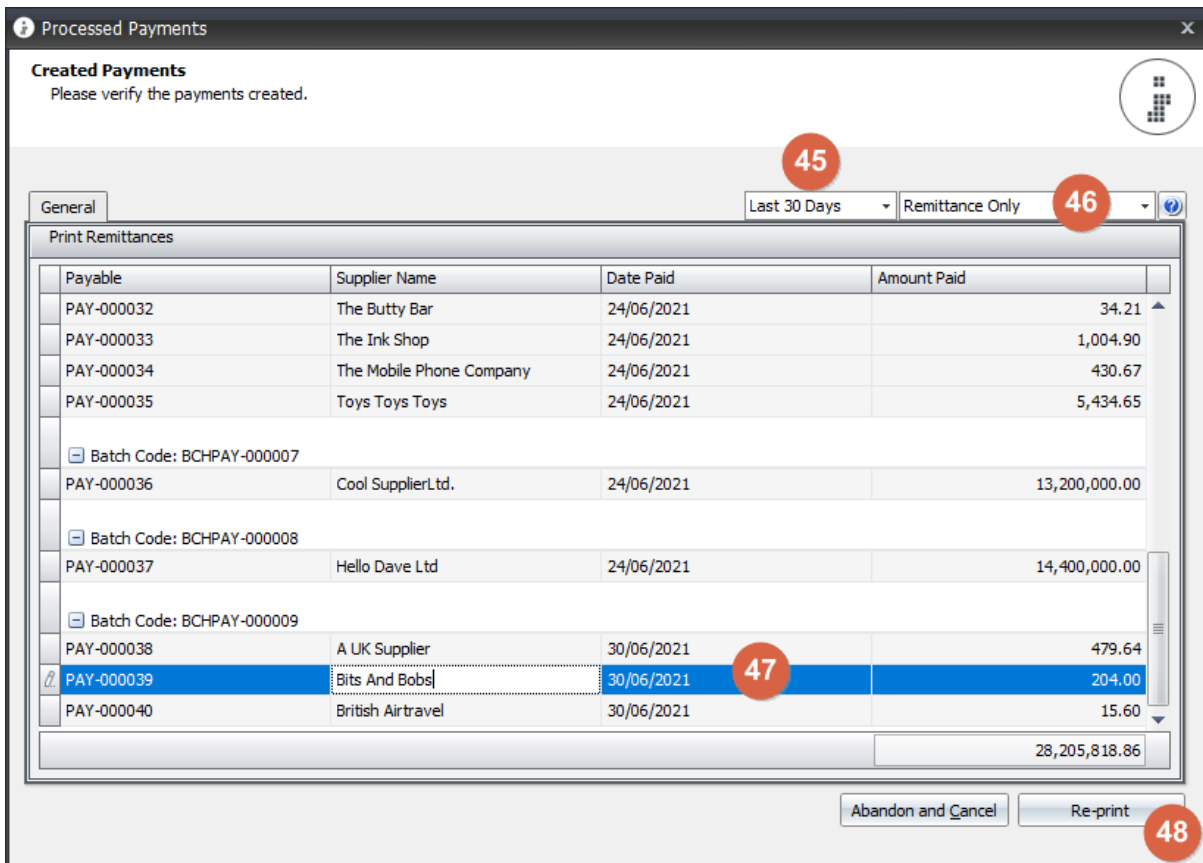 Processed Payments
x
Created Payments
Please verify the payments created.
45
General
Last 30 Days
Remittance Only
46
Print Remittances
Payable Supplier Name Date Paid Amount Paid
PAY-000032 The Butty Bar 24/06/2021 34.21
PAY-000033 The Ink Shop 24/06/2021 1,004.90
PAY-000034 The Mobile Phone Company 24/06/2021 430.67
PAY-000035 Toys Toys Toys 24/06/2021 5,434.65
Batch Code: BCHPAY-000007
PAY-000036 Cool SupplierLtd. 24/06/2021 13,200,000.00
Batch Code: BCHPAY-000008
PAY-000037 Hello Dave Ltd 24/06/2021 14,400,000.00
Batch Code: BCHPAY-000009
PAY-000038 A UK Supplier 30/06/2021 479.64
PAY-000039 Bits And Bobs 30/06/2021 47 204.00
PAY-000040 British Airtravel 30/06/2021 15.60
28,205,818.86
Abandon and Cancel Re-print
48